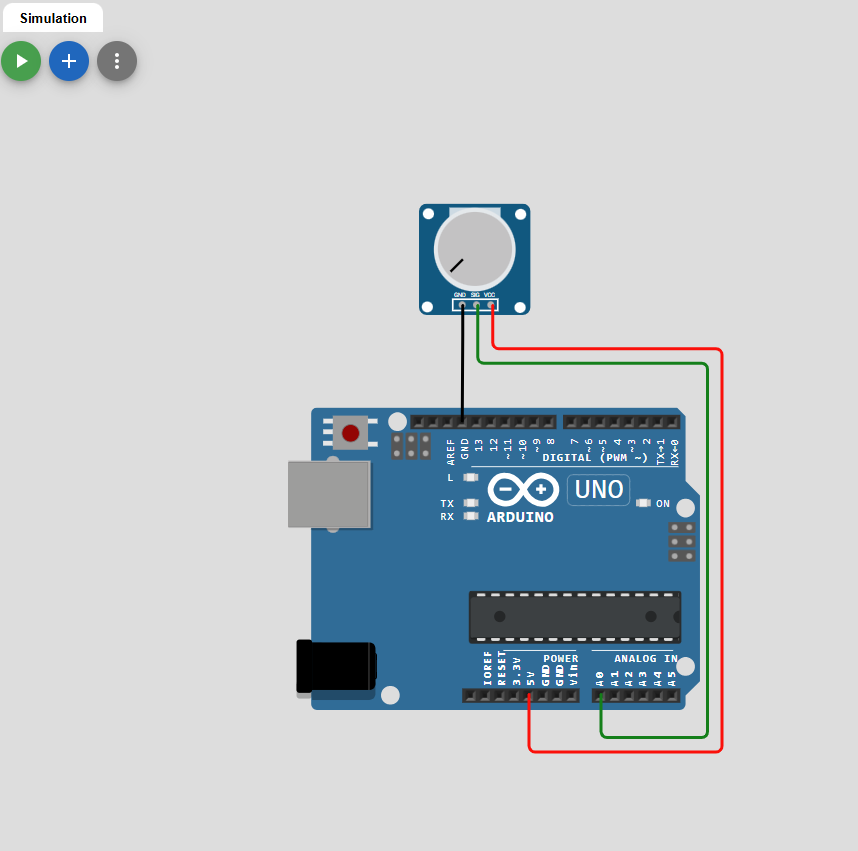 Simulation
GND SIG VCC
AREF
GND
13
12
~11
~10
~9
8
7
~6
~5
4
~3
2
TX→1
RX←0
DIGITAL (PWM ~)
L
TX
RX
UNO
ON
ARDUINO
POWER
ANALOG IN
IOREF
RESET
3.3V
5V
GND
GND
Vin
A0
A1
A2
A3
A4
A5